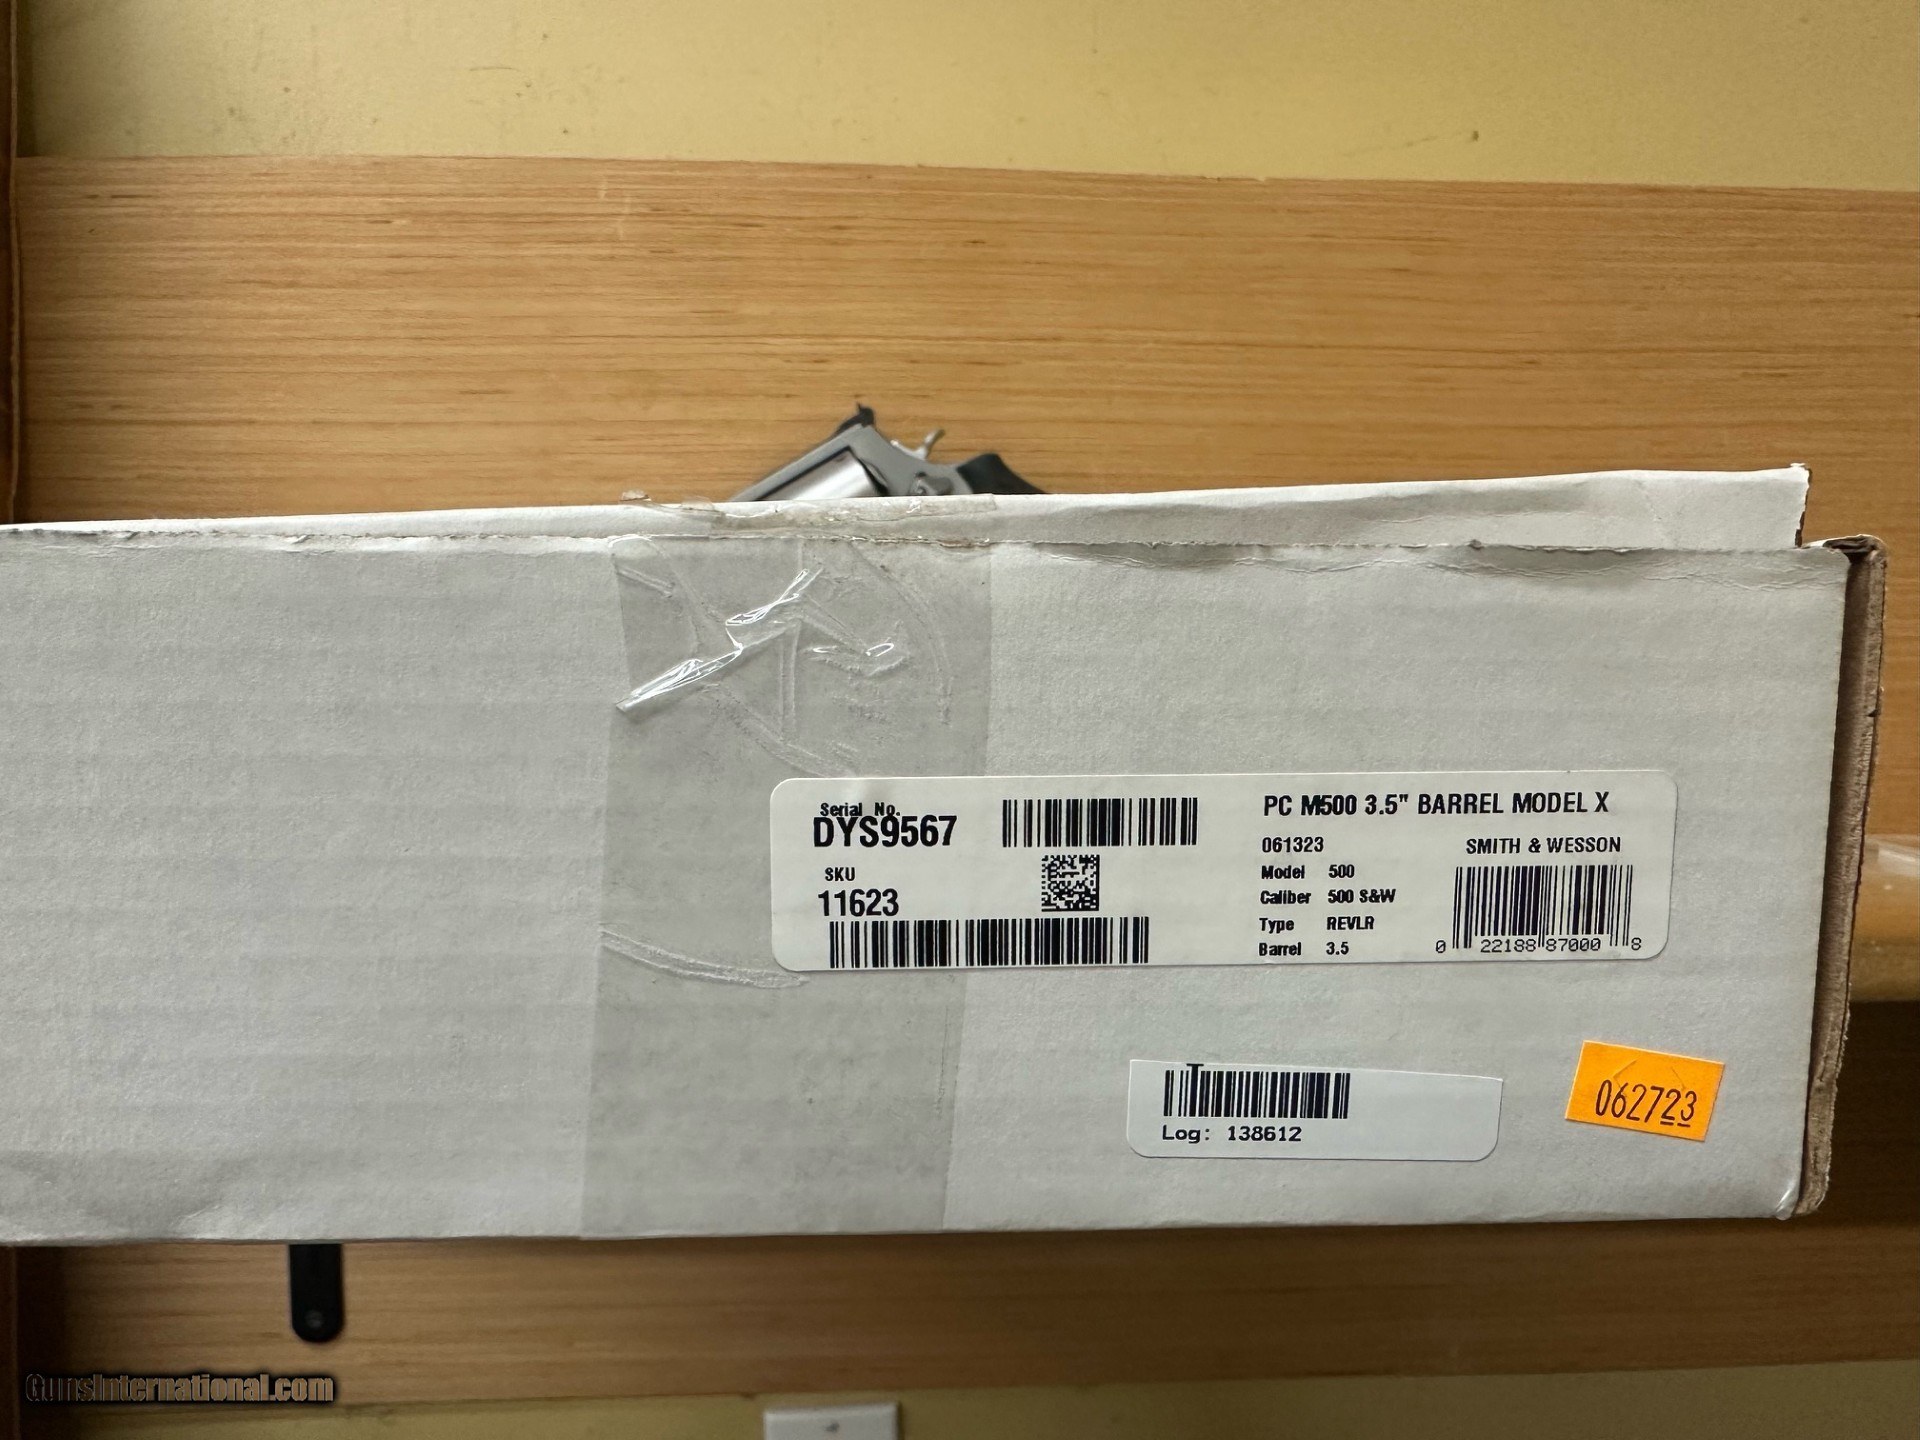 Serial No.
DYS9567
SKU
11623
PC M500 3.5" BARREL MODEL X
061323
SMITH & WESSON
Model 500
Caliber 500 S&W
Type REVLR
Barrel 3.5
0 22188 87000 8
T
Log: 138612
062723
GunsInternational.com